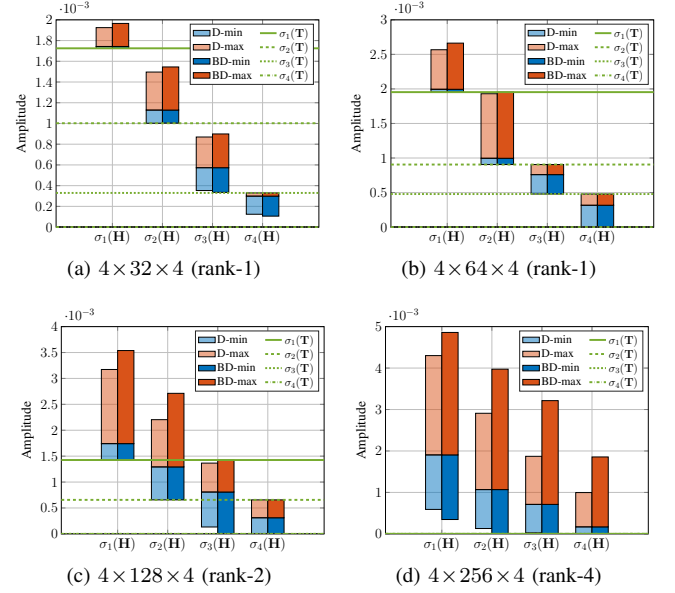 ·10⁻³
2
1.8
1.6
1.4
1.2
1
0.8
0.6
0.4
0.2
0
Amplitude
D-min
D-max
BD-min
BD-max
σ₁(T)
σ₂(T)
σ₃(T)
σ₄(T)
σ₁(H) σ₂(H) σ₃(H) σ₄(H)
(a) 4×32×4 (rank-1)
·10⁻³
3
2.5
2
1.5
1
0.5
0
Amplitude
D-min
D-max
BD-min
BD-max
σ₁(T)
σ₂(T)
σ₃(T)
σ₄(T)
σ₁(H) σ₂(H) σ₃(H) σ₄(H)
(b) 4×64×4 (rank-1)
·10⁻³
4
3.5
3
2.5
2
1.5
1
0.5
0
Amplitude
D-min
D-max
BD-min
BD-max
σ₁(T)
σ₂(T)
σ₃(T)
σ₄(T)
σ₁(H) σ₂(H) σ₃(H) σ₄(H)
(c) 4×128×4 (rank-2)
·10⁻³
5
4
3
2
1
0
Amplitude
D-min
D-max
BD-min
BD-max
σ₁(T)
σ₂(T)
σ₃(T)
σ₄(T)
σ₁(H) σ₂(H) σ₃(H) σ₄(H)
(d) 4×256×4 (rank-4)